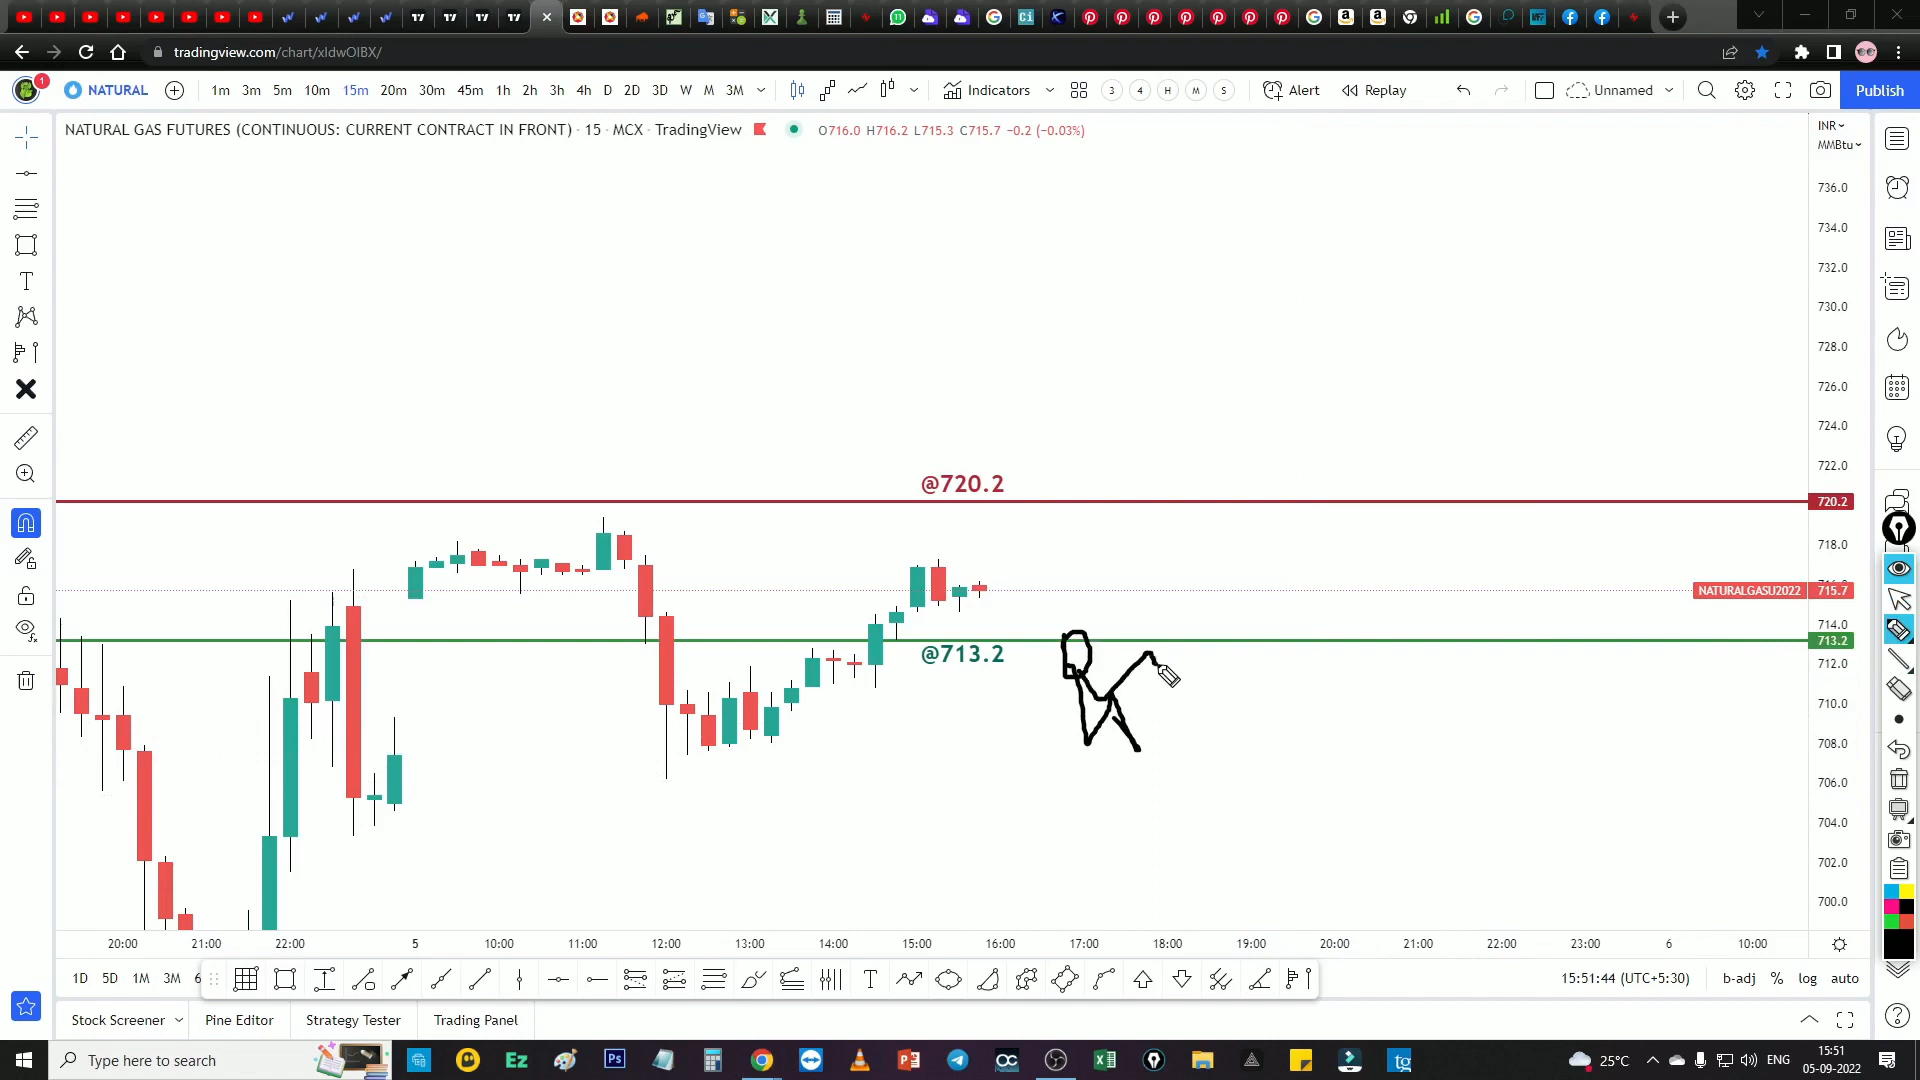 tradingview.com/chart/xIdwOIBX/
1
NATURAL 1m 3m 5m 10m 15m 20m 30m 45m 1h 2h 3h 4h D 2D 3D W M 3M Indicators 3 4 H M S Alert Replay Unnamed Publish
NATURAL GAS FUTURES (CONTINUOUS: CURRENT CONTRACT IN FRONT) · 15 · MCX · TradingView O716.0 H716.2 L715.3 C715.7 −0.2 (−0.03%)
INR
MMBtu
736.0
734.0
732.0
730.0
728.0
726.0
724.0
722.0
@720.2
720.2
718.0
NATURALGASU2022 715.7
714.0
713.2
@713.2
712.0
710.0
708.0
706.0
704.0
702.0
700.0
20:00 21:00 22:00 5 10:00 11:00 12:00 13:00 14:00 15:00 16:00 17:00 18:00 19:00 20:00 21:00 22:00 23:00 6 10:00
1D 5D 1M 3M 6 15:51:44 (UTC+5:30) b-adj % log auto
Stock Screener Pine Editor Strategy Tester Trading Panel
Type here to search
25°C ENG
15:51
05-09-2022